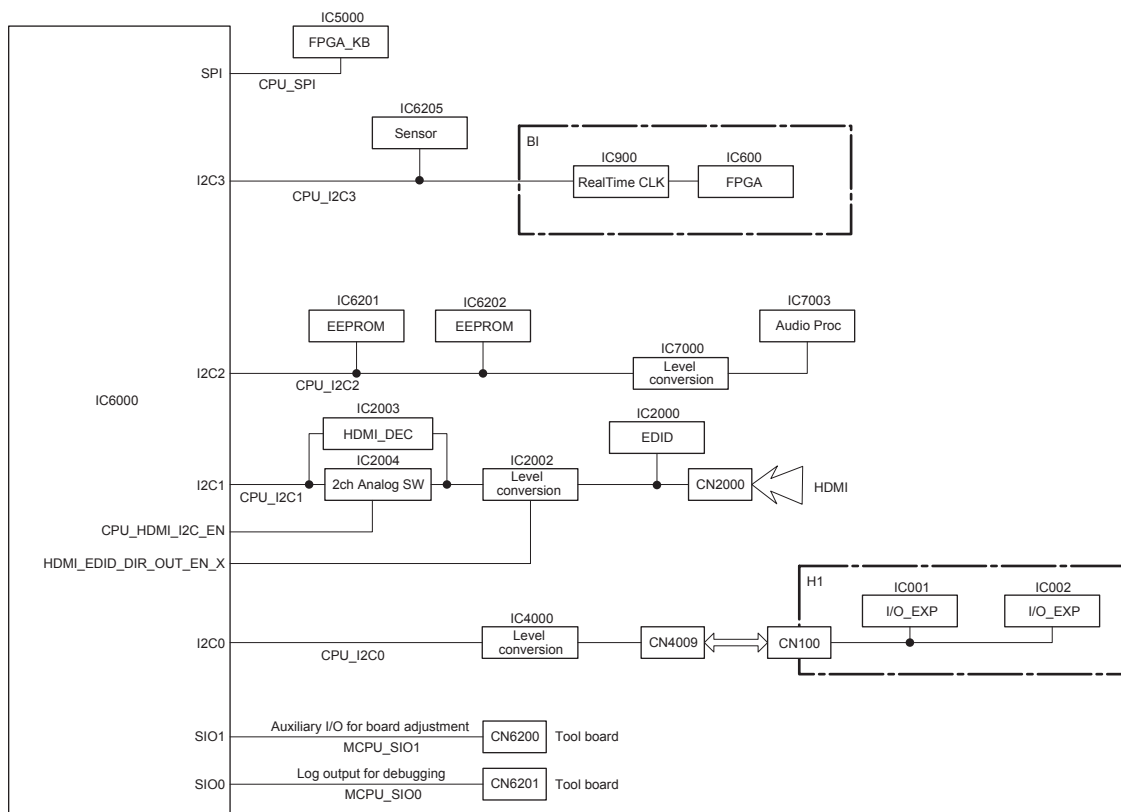 IC5000
FPGA_KB
SPI
CPU_SPI
IC6205
Sensor
BI
IC900
IC600
RealTime CLK
FPGA
I2C3
CPU_I2C3
IC6201
EEPROM
IC6202
EEPROM
IC7003
Audio Proc
IC7000
Level
conversion
I2C2
CPU_I2C2
IC6000
IC2003
HDMI_DEC
IC2004
2ch Analog SW
IC2002
Level
conversion
IC2000
EDID
CN2000
HDMI
I2C1
CPU_I2C1
CPU_HDMI_I2C_EN
HDMI_EDID_DIR_OUT_EN_X
H1
IC001
I/O_EXP
IC002
I/O_EXP
IC4000
Level
conversion
CN4009
CN100
I2C0
CPU_I2C0
SIO1
Auxiliary I/O for board adjustment
MCPU_SIO1
CN6200
Tool board
SIO0
Log output for debugging
MCPU_SIO0
CN6201
Tool board